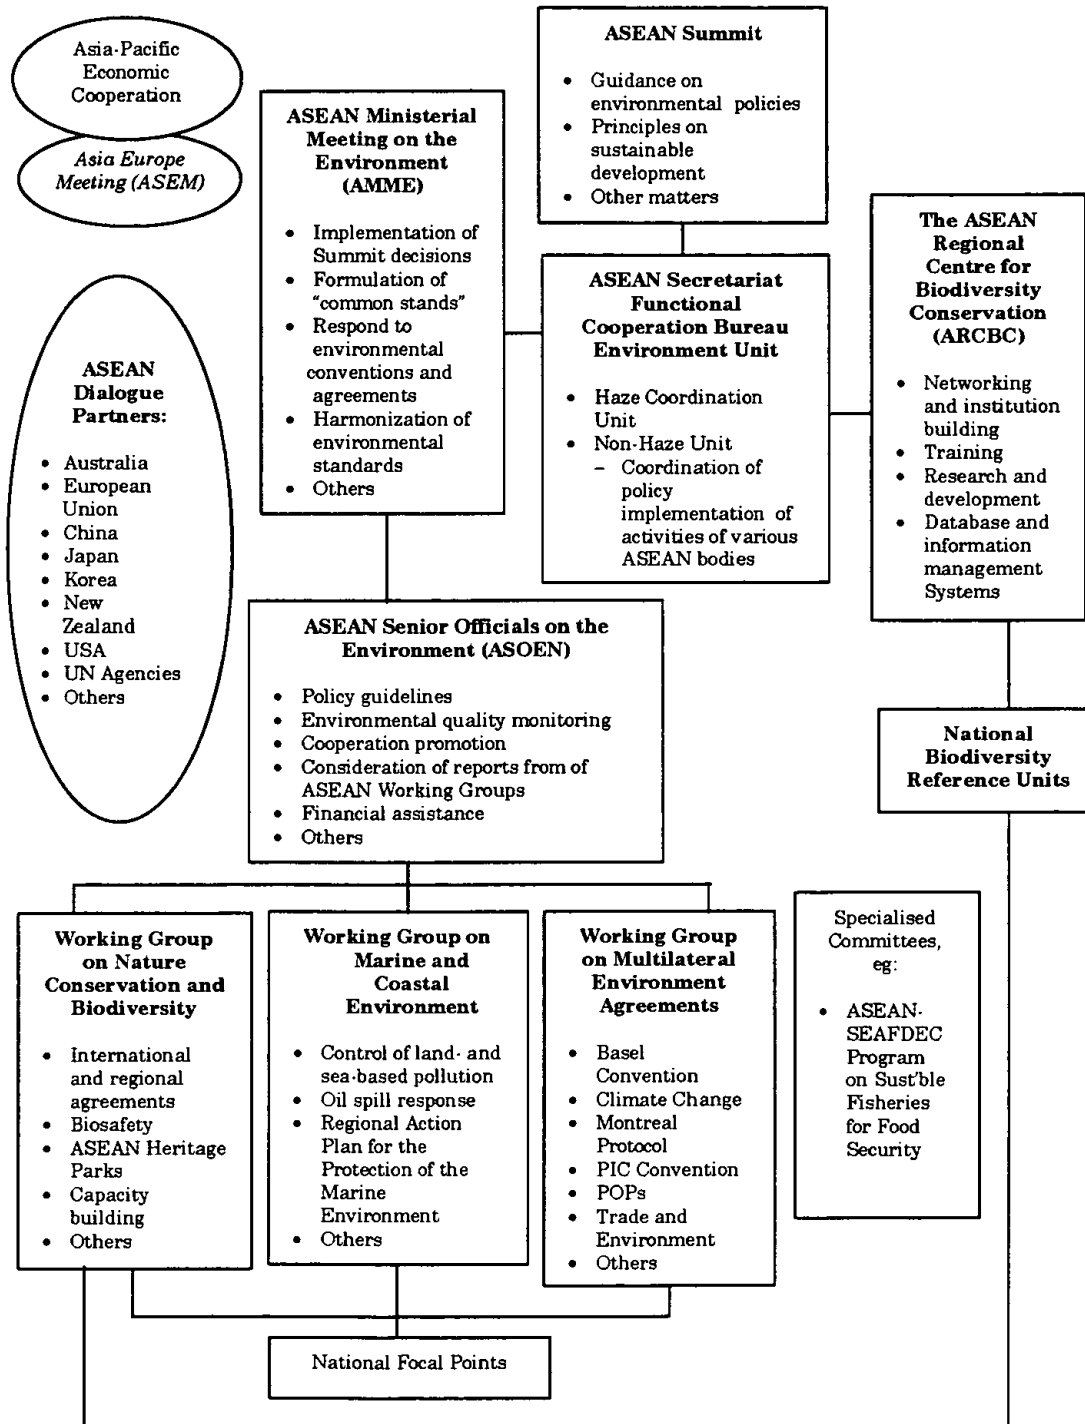 Asia-Pacific
Economic
Cooperation
Asia Europe
Meeting (ASEM)
ASEAN Summit
• Guidance on
environmental policies
• Principles on
sustainable
development
• Other matters
ASEAN Ministerial
Meeting on the
Environment
(AMME)
• Implementation of
Summit decisions
• Formulation of
“common stands”
• Respond to
environmental
conventions and
agreements
• Harmonization of
environmental
standards
• Others
ASEAN Secretariat
Functional
Cooperation Bureau
Environment Unit
• Haze Coordination
Unit
• Non-Haze Unit
– Coordination of
policy
implementation of
activities of various
ASEAN bodies
The ASEAN
Regional
Centre for
Biodiversity
Conservation
(ARCBC)
• Networking
and institution
building
• Training
• Research and
development
• Database and
information
management
Systems
ASEAN
Dialogue
Partners:
• Australia
• European
Union
• China
• Japan
• Korea
• New
Zealand
• USA
• UN Agencies
• Others
ASEAN Senior Officials on the
Environment (ASOEN)
• Policy guidelines
• Environmental quality monitoring
• Cooperation promotion
• Consideration of reports from of
ASEAN Working Groups
• Financial assistance
• Others
National
Biodiversity
Reference Units
Working Group
on Nature
Conservation and
Biodiversity
• International
and regional
agreements
• Biosafety
• ASEAN Heritage
Parks
• Capacity
building
• Others
Working Group on
Marine and
Coastal
Environment
• Control of land- and
sea-based pollution
• Oil spill response
• Regional Action
Plan for the
Protection of the
Marine
Environment
• Others
Working Group
on Multilateral
Environment
Agreements
• Basel
Convention
• Climate Change
• Montreal
Protocol
• PIC Convention
• POPs
• Trade and
Environment
• Others
Specialised
Committees,
eg:
• ASEAN-
SEAFDEC
Program
on Sust'ble
Fisheries
for Food
Security
National Focal Points